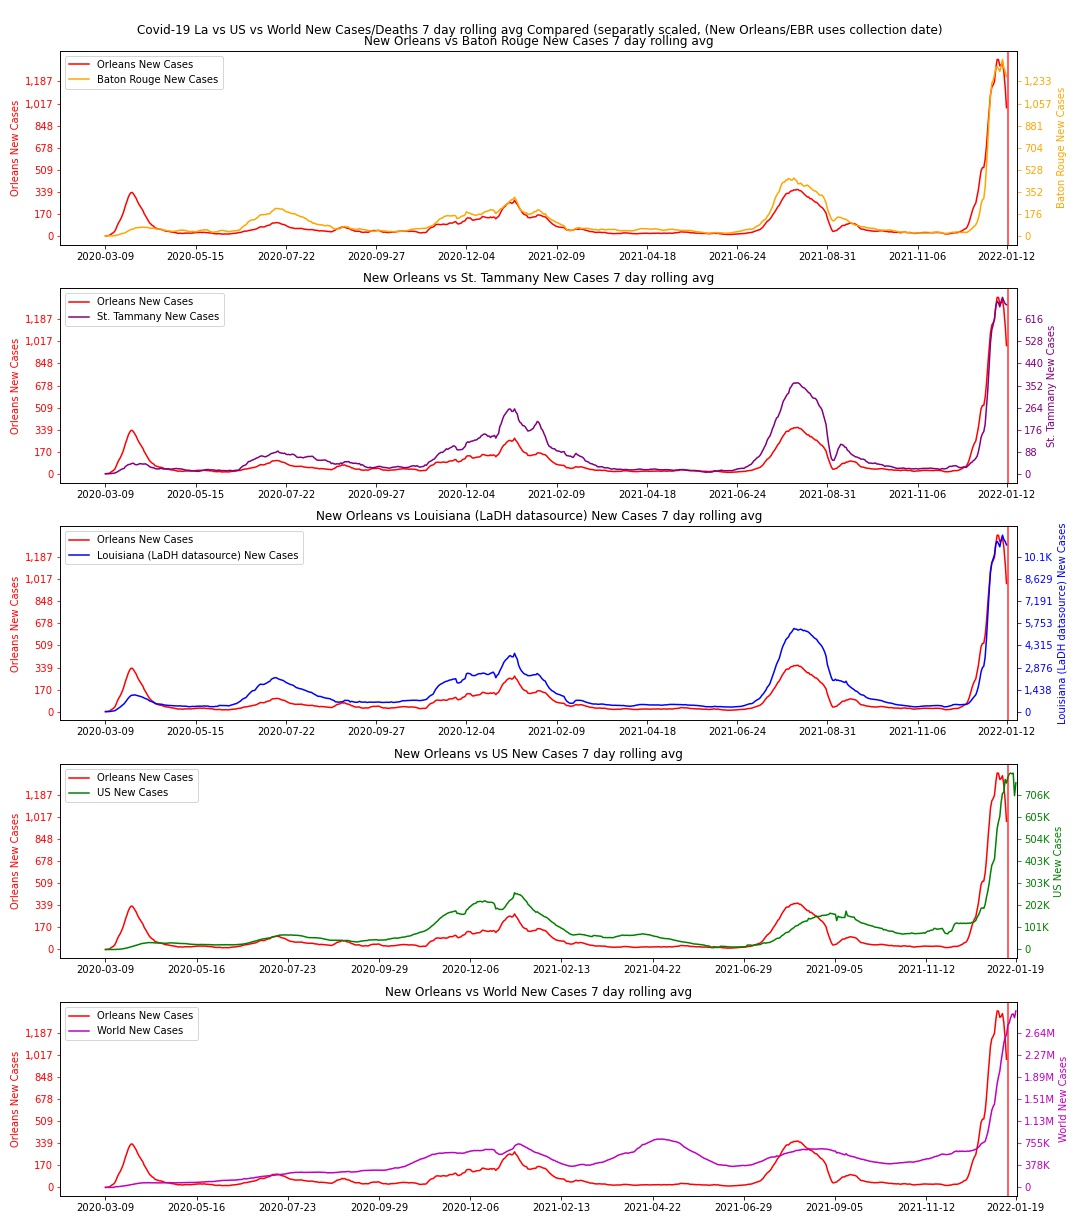 Covid-19 La vs US vs World New Cases/Deaths 7 day rolling avg Compared (separatly scaled, (New Orleans/EBR uses collection date)
New Orleans vs Baton Rouge New Cases 7 day rolling avg
Orleans New Cases
Baton Rouge New Cases
Orleans New Cases
1,187
1,017
848
678
509
339
170
0
1,233
1,057
881
704
528
352
176
0
Baton Rouge New Cases
2020-03-09 2020-05-15 2020-07-22 2020-09-27 2020-12-04 2021-02-09 2021-04-18 2021-06-24 2021-08-31 2021-11-06 2022-01-12
New Orleans vs St. Tammany New Cases 7 day rolling avg
Orleans New Cases
St. Tammany New Cases
Orleans New Cases
1,187
1,017
848
678
509
339
170
0
616
528
440
352
264
176
88
0
St. Tammany New Cases
2020-03-09 2020-05-15 2020-07-22 2020-09-27 2020-12-04 2021-02-09 2021-04-18 2021-06-24 2021-08-31 2021-11-06 2022-01-12
New Orleans vs Louisiana (LaDH datasource) New Cases 7 day rolling avg
Orleans New Cases
Louisiana (LaDH datasource) New Cases
Orleans New Cases
1,187
1,017
848
678
509
339
170
0
10.1K
8,629
7,191
5,753
4,315
2,876
1,438
0
Louisiana (LaDH datasource) New Cases
2020-03-09 2020-05-15 2020-07-22 2020-09-27 2020-12-04 2021-02-09 2021-04-18 2021-06-24 2021-08-31 2021-11-06 2022-01-12
New Orleans vs US New Cases 7 day rolling avg
Orleans New Cases
US New Cases
Orleans New Cases
1,187
1,017
848
678
509
339
170
0
706K
605K
504K
403K
303K
202K
101K
0
US New Cases
2020-03-09 2020-05-16 2020-07-23 2020-09-29 2020-12-06 2021-02-13 2021-04-22 2021-06-29 2021-09-05 2021-11-12 2022-01-19
New Orleans vs World New Cases 7 day rolling avg
Orleans New Cases
World New Cases
Orleans New Cases
1,187
1,017
848
678
509
339
170
0
2.64M
2.27M
1.89M
1.51M
1.13M
755K
378K
0
World New Cases
2020-03-09 2020-05-16 2020-07-23 2020-09-29 2020-12-06 2021-02-13 2021-04-22 2021-06-29 2021-09-05 2021-11-12 2022-01-19